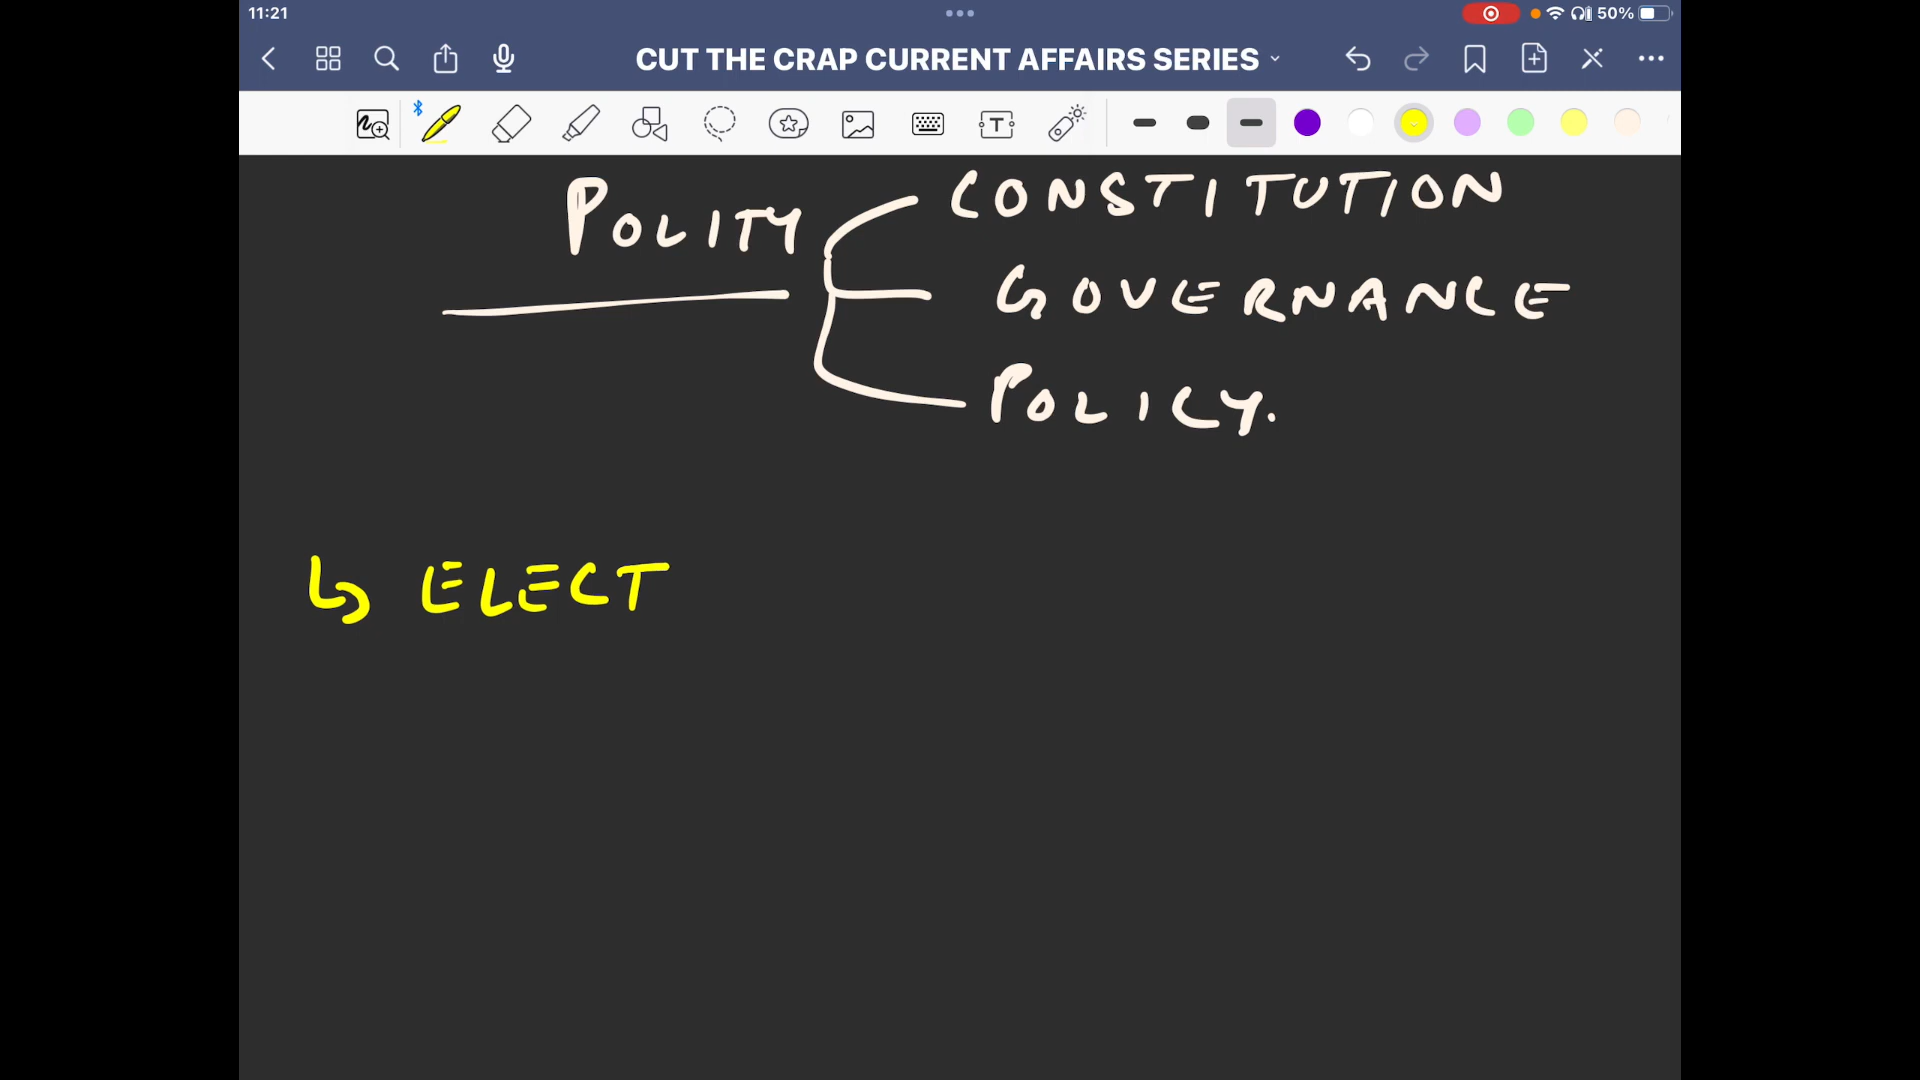 11:21
50%
CUT THE CRAP CURRENT AFFAIRS SERIES
T
POLITY
CONSTITUTION
GOVERNANCE
POLICY.
ELECT